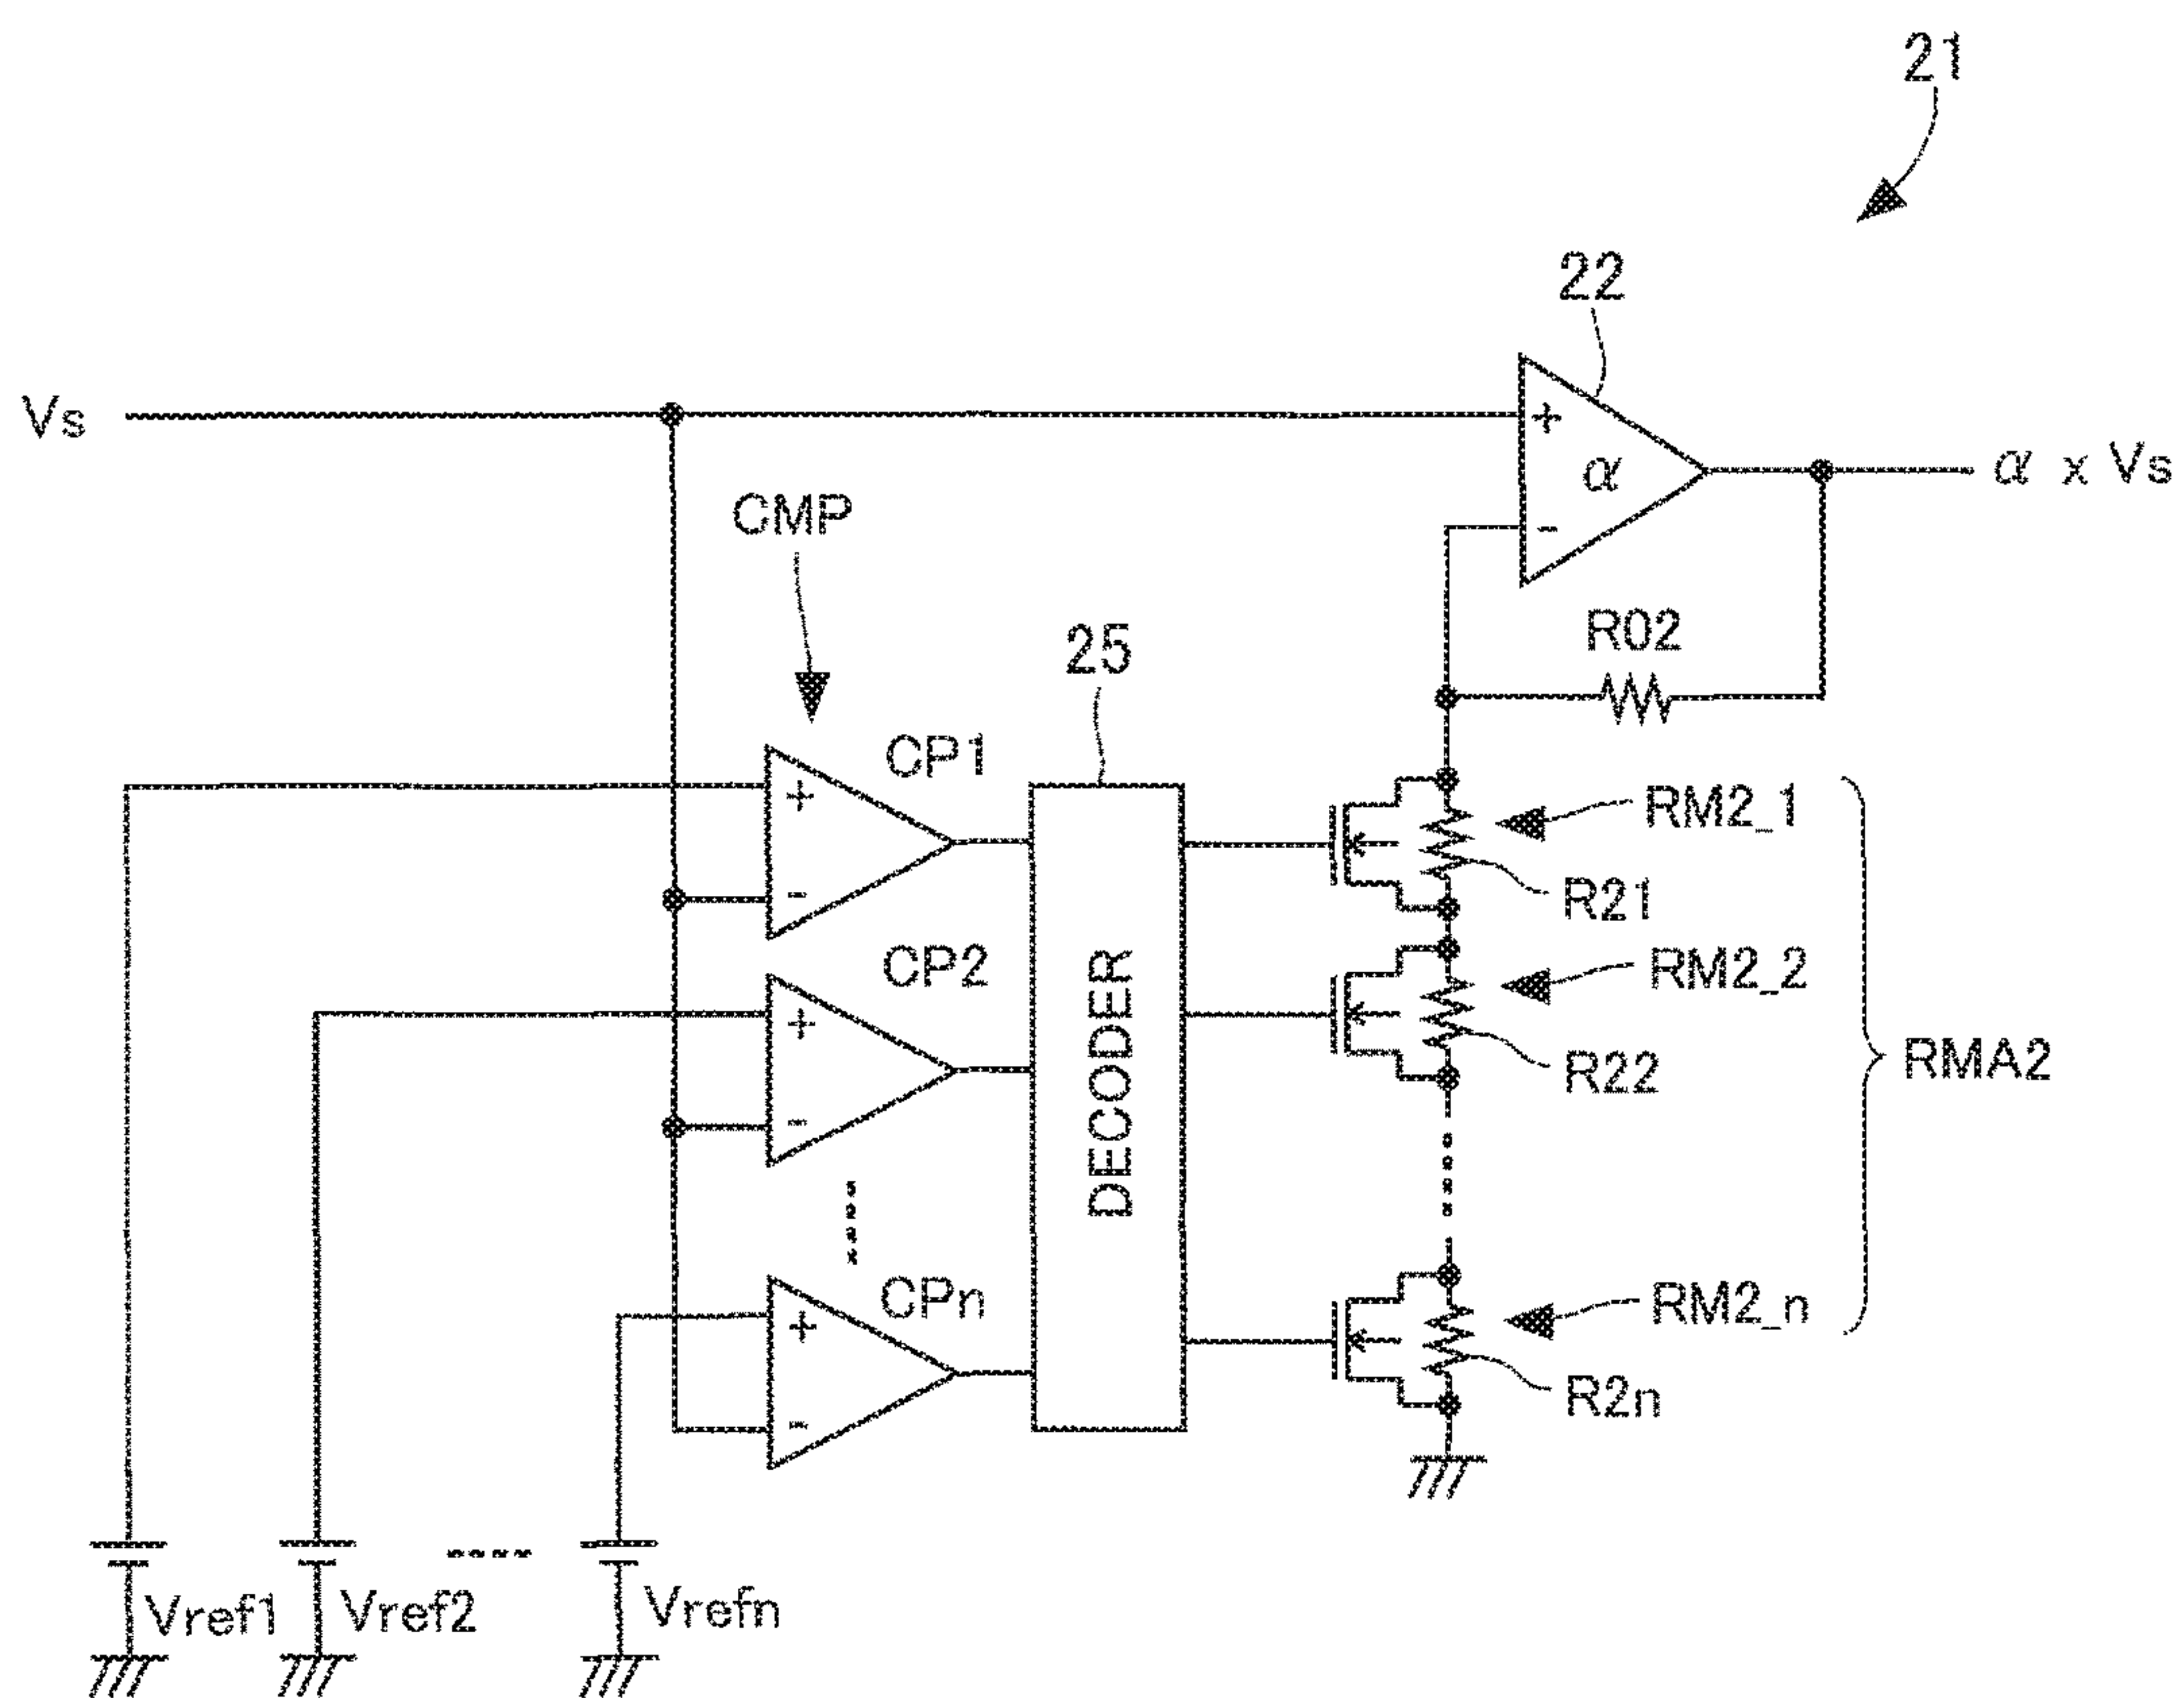 21
22
Vs
+
α
-
α x Vs
CMP
R02
25
CP1
+
-
RM2_1
R21
CP2
+
-
DECODER
RM2_2
R22
RMA2
CPn
+
-
RM2_n
R2n
Vref1
Vref2
Vrefn